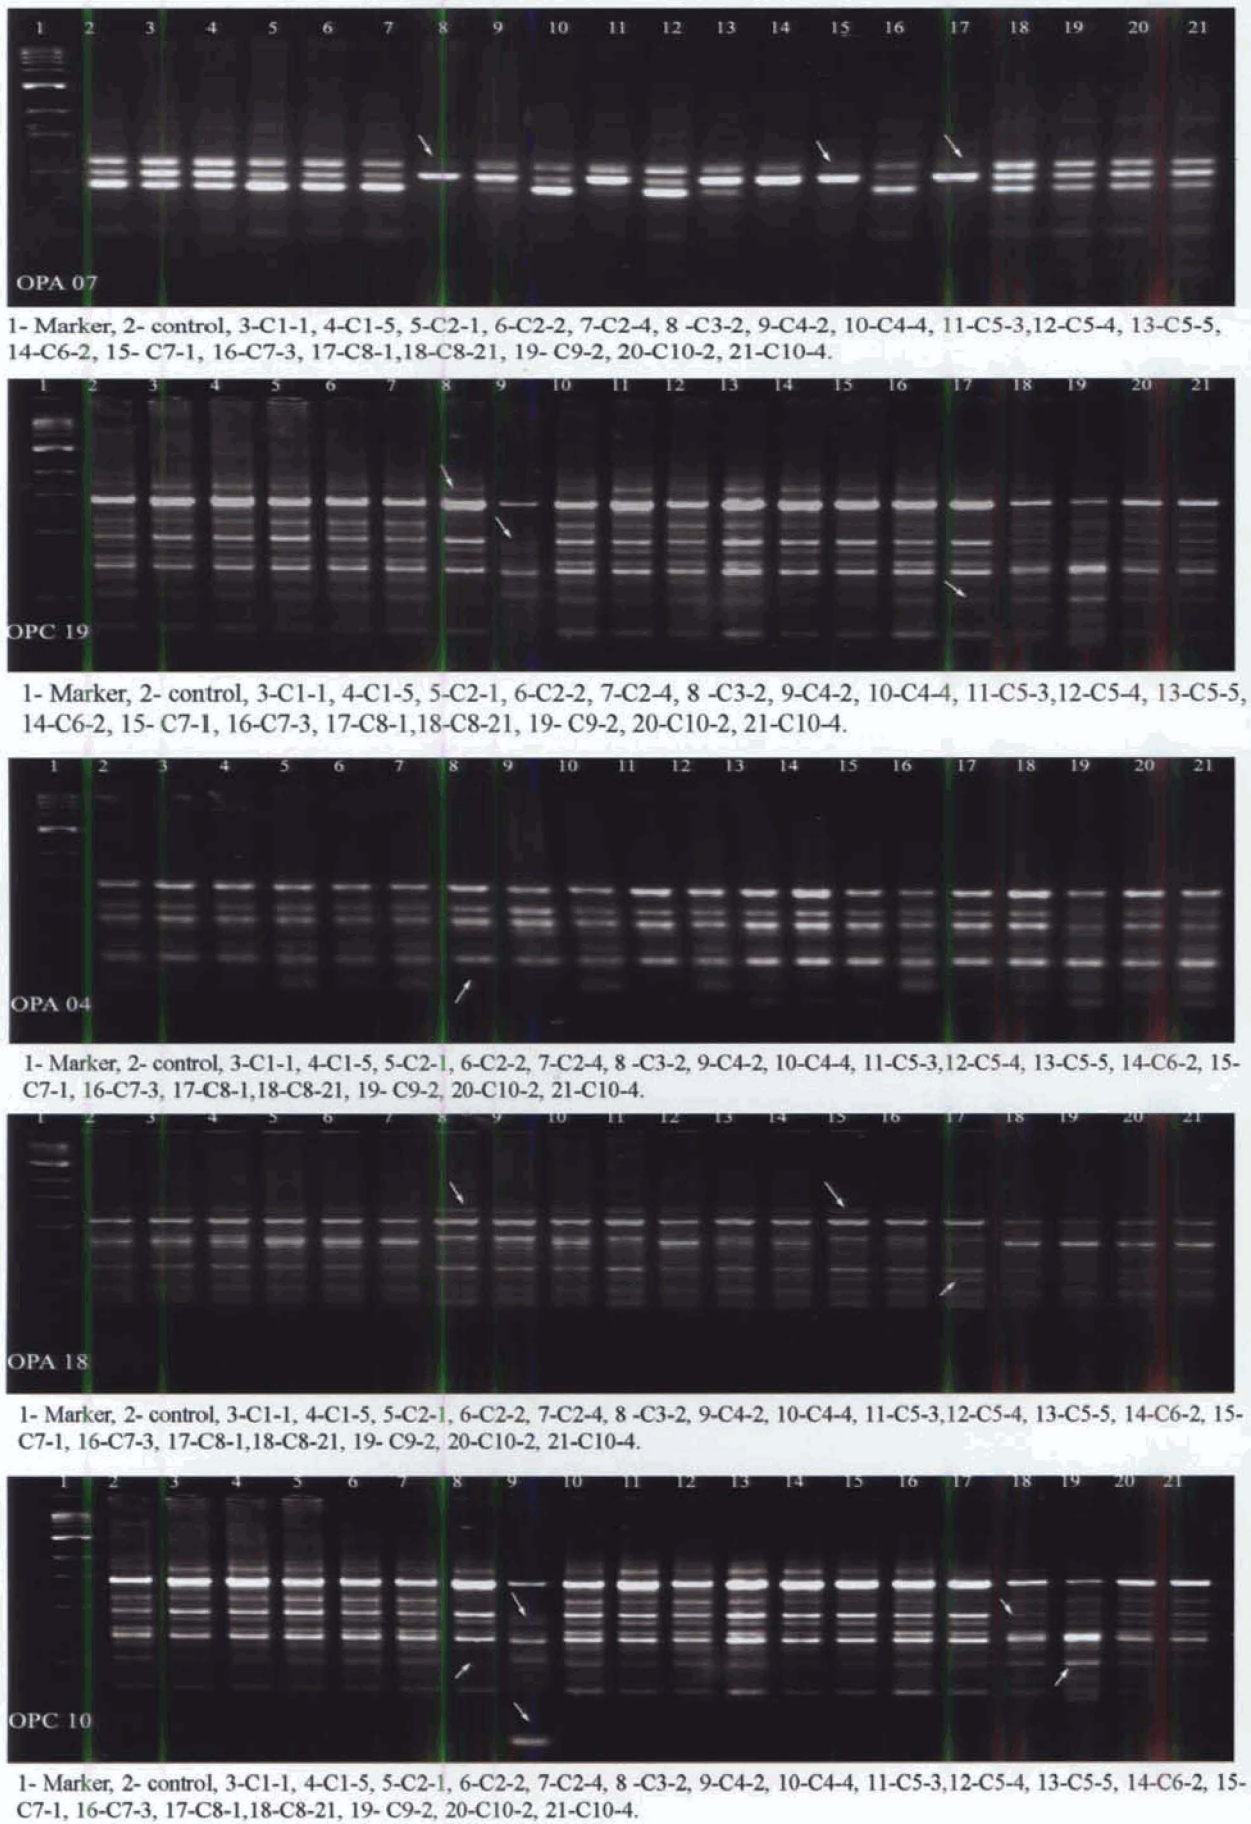 1 2 3 4 5 6 7 8 9 10 11 12 13 14 15 16 17 18 19 20 21
OPA 07
1- Marker, 2- control, 3-C1-1, 4-C1-5, 5-C2-1, 6-C2-2, 7-C2-4, 8 -C3-2, 9-C4-2, 10-C4-4, 11-C5-3,12-C5-4, 13-C5-5,
14-C6-2, 15- C7-1, 16-C7-3, 17-C8-1,18-C8-21, 19- C9-2, 20-C10-2, 21-C10-4.
1 2 3 4 5 6 7 8 9 10 11 12 13 14 15 16 17 18 19 20 21
OPC 19
1- Marker, 2- control, 3-C1-1, 4-C1-5, 5-C2-1, 6-C2-2, 7-C2-4, 8 -C3-2, 9-C4-2, 10-C4-4, 11-C5-3,12-C5-4, 13-C5-5,
14-C6-2, 15- C7-1, 16-C7-3, 17-C8-1,18-C8-21, 19- C9-2, 20-C10-2, 21-C10-4.
1 2 3 4 5 6 7 8 9 10 11 12 13 14 15 16 17 18 19 20 21
OPA 04
1- Marker, 2- control, 3-C1-1, 4-C1-5, 5-C2-1, 6-C2-2, 7-C2-4, 8 -C3-2, 9-C4-2, 10-C4-4, 11-C5-3,12-C5-4, 13-C5-5, 14-C6-2, 15-
C7-1, 16-C7-3, 17-C8-1,18-C8-21, 19- C9-2, 20-C10-2, 21-C10-4.
1 2 3 4 5 6 7 8 9 10 11 12 13 14 15 16 17 18 19 20 21
OPA 18
1- Marker, 2- control, 3-C1-1, 4-C1-5, 5-C2-1, 6-C2-2, 7-C2-4, 8 -C3-2, 9-C4-2, 10-C4-4, 11-C5-3,12-C5-4, 13-C5-5, 14-C6-2, 15-
C7-1, 16-C7-3, 17-C8-1,18-C8-21, 19- C9-2, 20-C10-2, 21-C10-4.
1 2 3 4 5 6 7 8 9 10 11 12 13 14 15 16 17 18 19 20 21
OPC 10
1- Marker, 2- control, 3-C1-1, 4-C1-5, 5-C2-1, 6-C2-2, 7-C2-4, 8 -C3-2, 9-C4-2, 10-C4-4, 11-C5-3,12-C5-4, 13-C5-5, 14-C6-2, 15-
C7-1, 16-C7-3, 17-C8-1,18-C8-21, 19- C9-2, 20-C10-2, 21-C10-4.